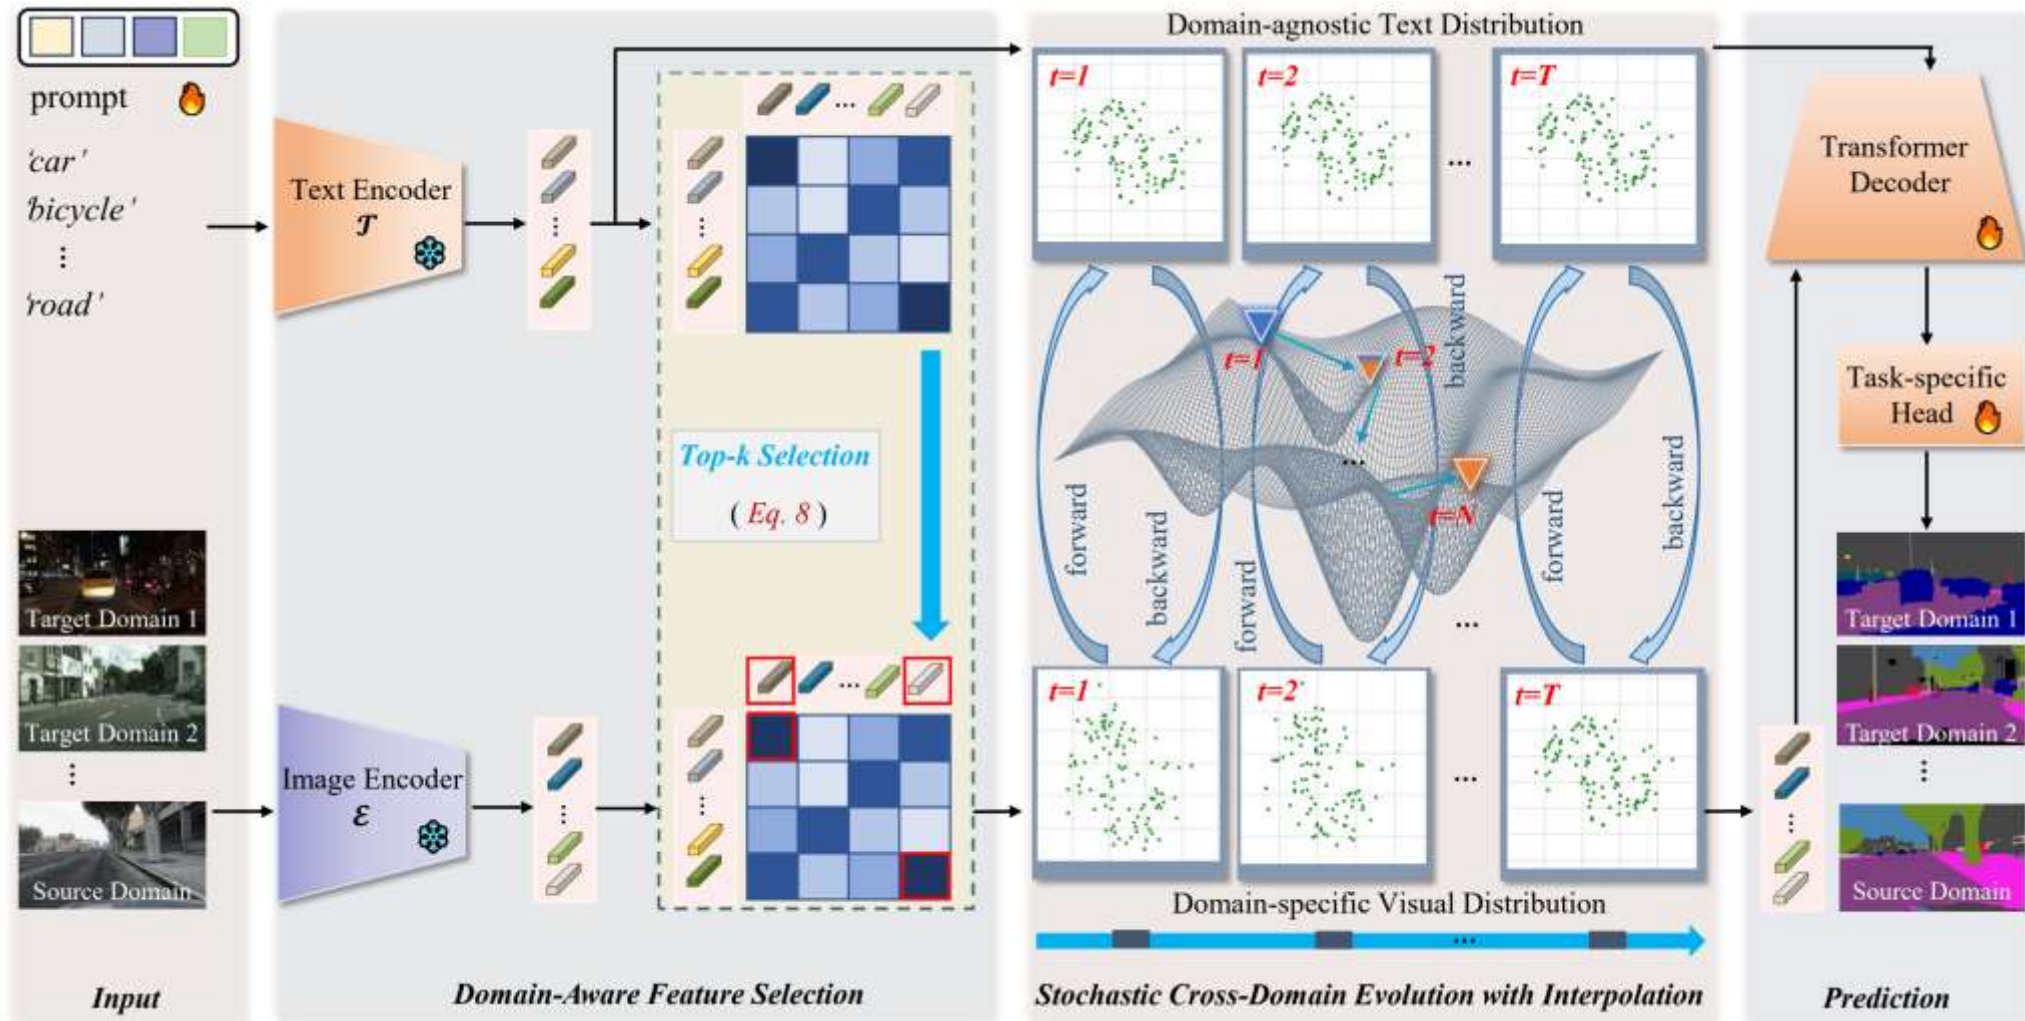 prompt
'car'
'bicycle'
⋮
'road'
Target Domain 1
Target Domain 2
⋮
Source Domain
Input
Text Encoder
𝒯
Image Encoder
ℰ
Top-k Selection
( Eq. 8 )
Domain-Aware Feature Selection
Domain-agnostic Text Distribution
t=1
t=2
...
t=T
forward
backward
forward
backward
forward
backward
t=1
t=2
...
t=N
...
t=1
t=2
...
t=T
Domain-specific Visual Distribution
...
Stochastic Cross-Domain Evolution with Interpolation
Transformer
Decoder
Task-specific
Head
Target Domain 1
Target Domain 2
⋮
Source Domain
Prediction